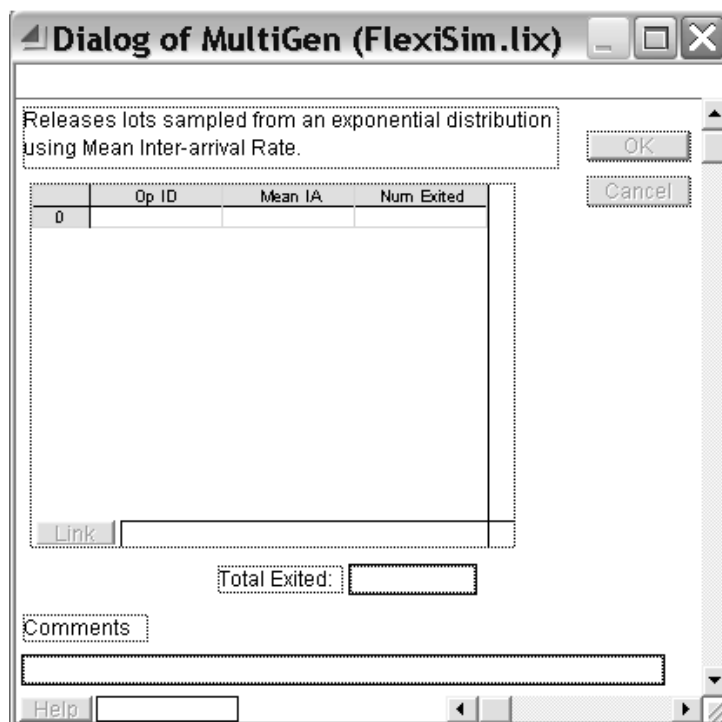 Dialog of MultiGen (FlexiSim.lix)
Releases lots sampled from an exponential distribution
using Mean Inter-arrival Rate.
OK
Cancel
Op ID Mean IA Num Exited
0
Link
Total Exited:
Comments
Help